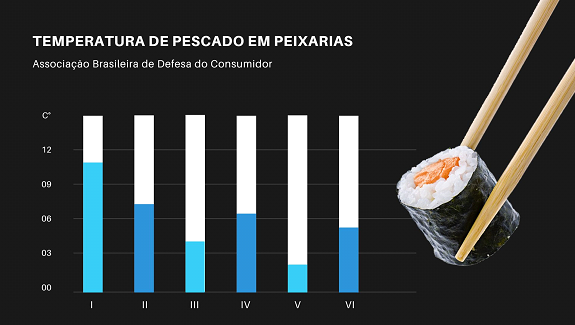 TEMPERATURA DE PESCADO EM PEIXARIAS
Associação Brasileira de Defesa do Consumidor
C°
12
09
06
03
00
I II III IV V VI